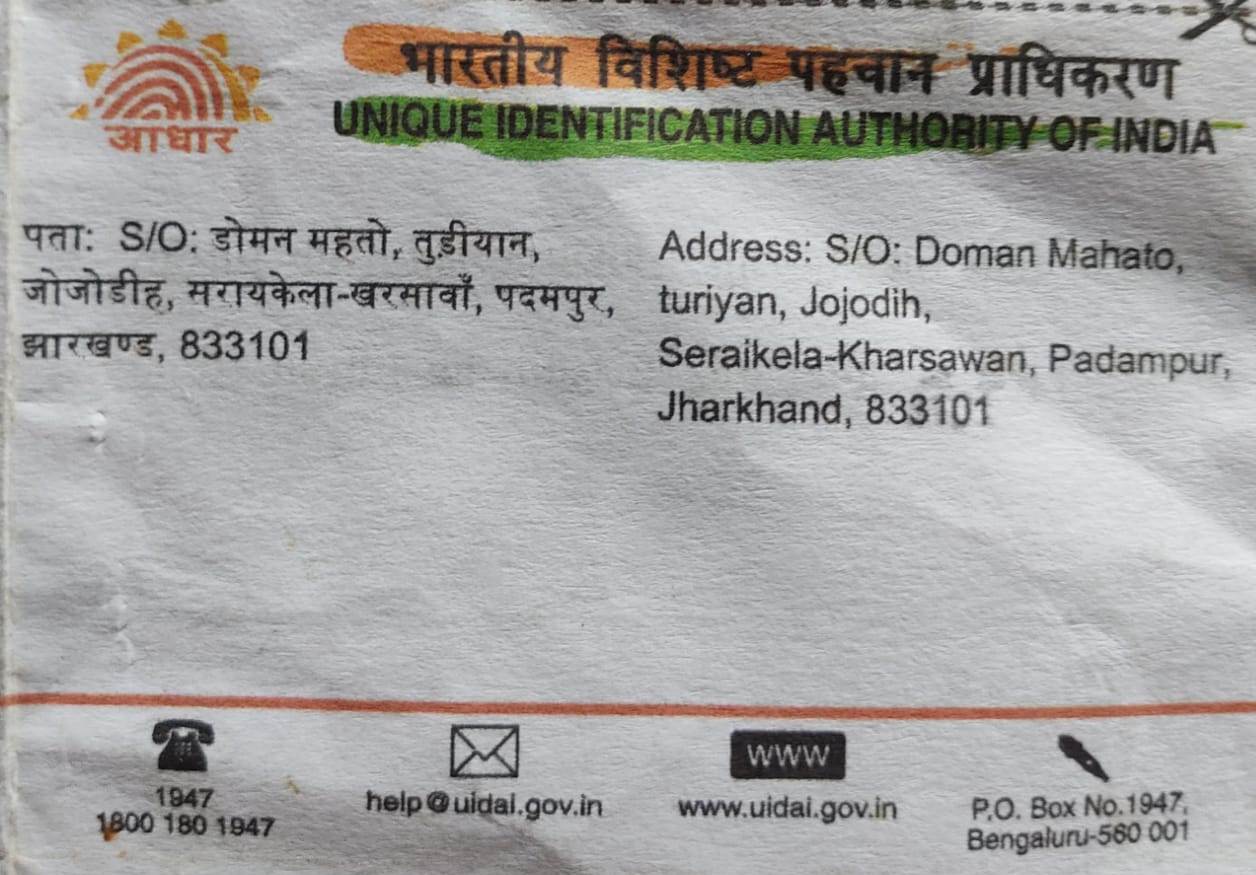 आधार
भारतीय विशिष्ट पहचान प्राधिकरण
UNIQUE IDENTIFICATION AUTHORITY OF INDIA
पता: S/O: डोमन महतो, तुड़ीयान,
जोजोडीह, सरायकेला-खरसावाँ, पदमपुर,
झारखण्ड, 833101
Address: S/O: Doman Mahato,
turiyan, Jojodih,
Seraikela-Kharsawan, Padampur,
Jharkhand, 833101
1947
1800 180 1947
help@uidai.gov.in
www
www.uidai.gov.in
P.O. Box No.1947,
Bengaluru-560 001